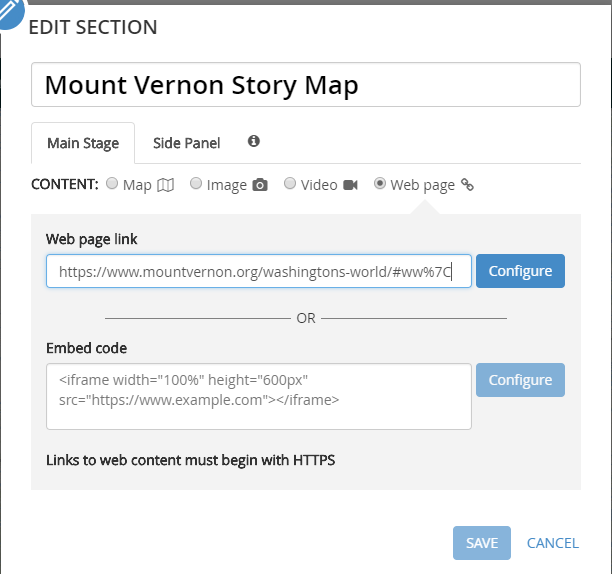 EDIT SECTION
Mount Vernon Story Map
Main Stage Side Panel
CONTENT: Map Image Video Web page
Web page link
https://www.mountvernon.org/washingtons-world/#ww%7C Configure
OR
Embed code
<iframe width="100%" height="600px"
src="https://www.example.com"></iframe> Configure
Links to web content must begin with HTTPS
SAVE CANCEL